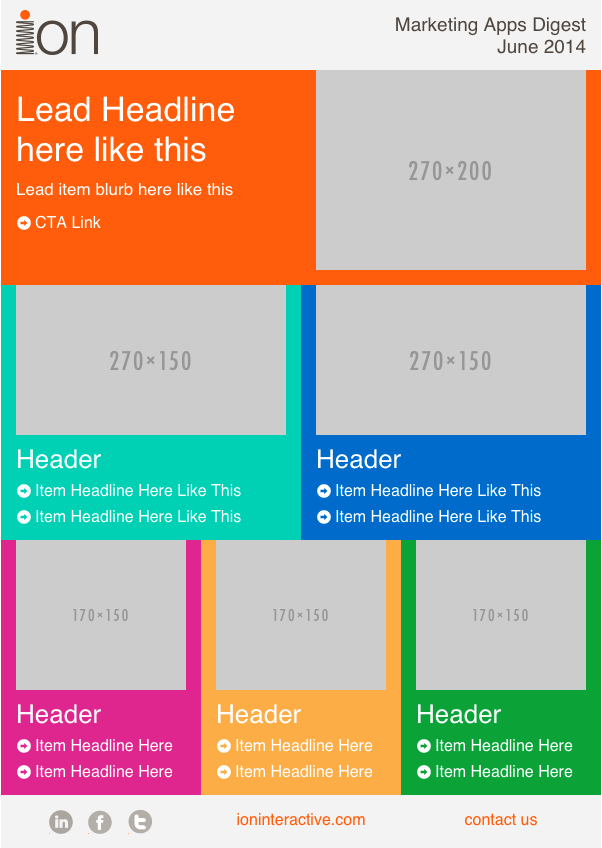 ion
Marketing Apps Digest
June 2014
Lead Headline
here like this
Lead item blurb here like this
CTA Link
270×200
270×150
270×150
Header
Item Headline Here Like This
Item Headline Here Like This
Header
Item Headline Here Like This
Item Headline Here Like This
170×150
170×150
170×150
Header
Item Headline Here
Item Headline Here
Header
Item Headline Here
Item Headline Here
Header
Item Headline Here
Item Headline Here
in f t
ioninteractive.com
contact us